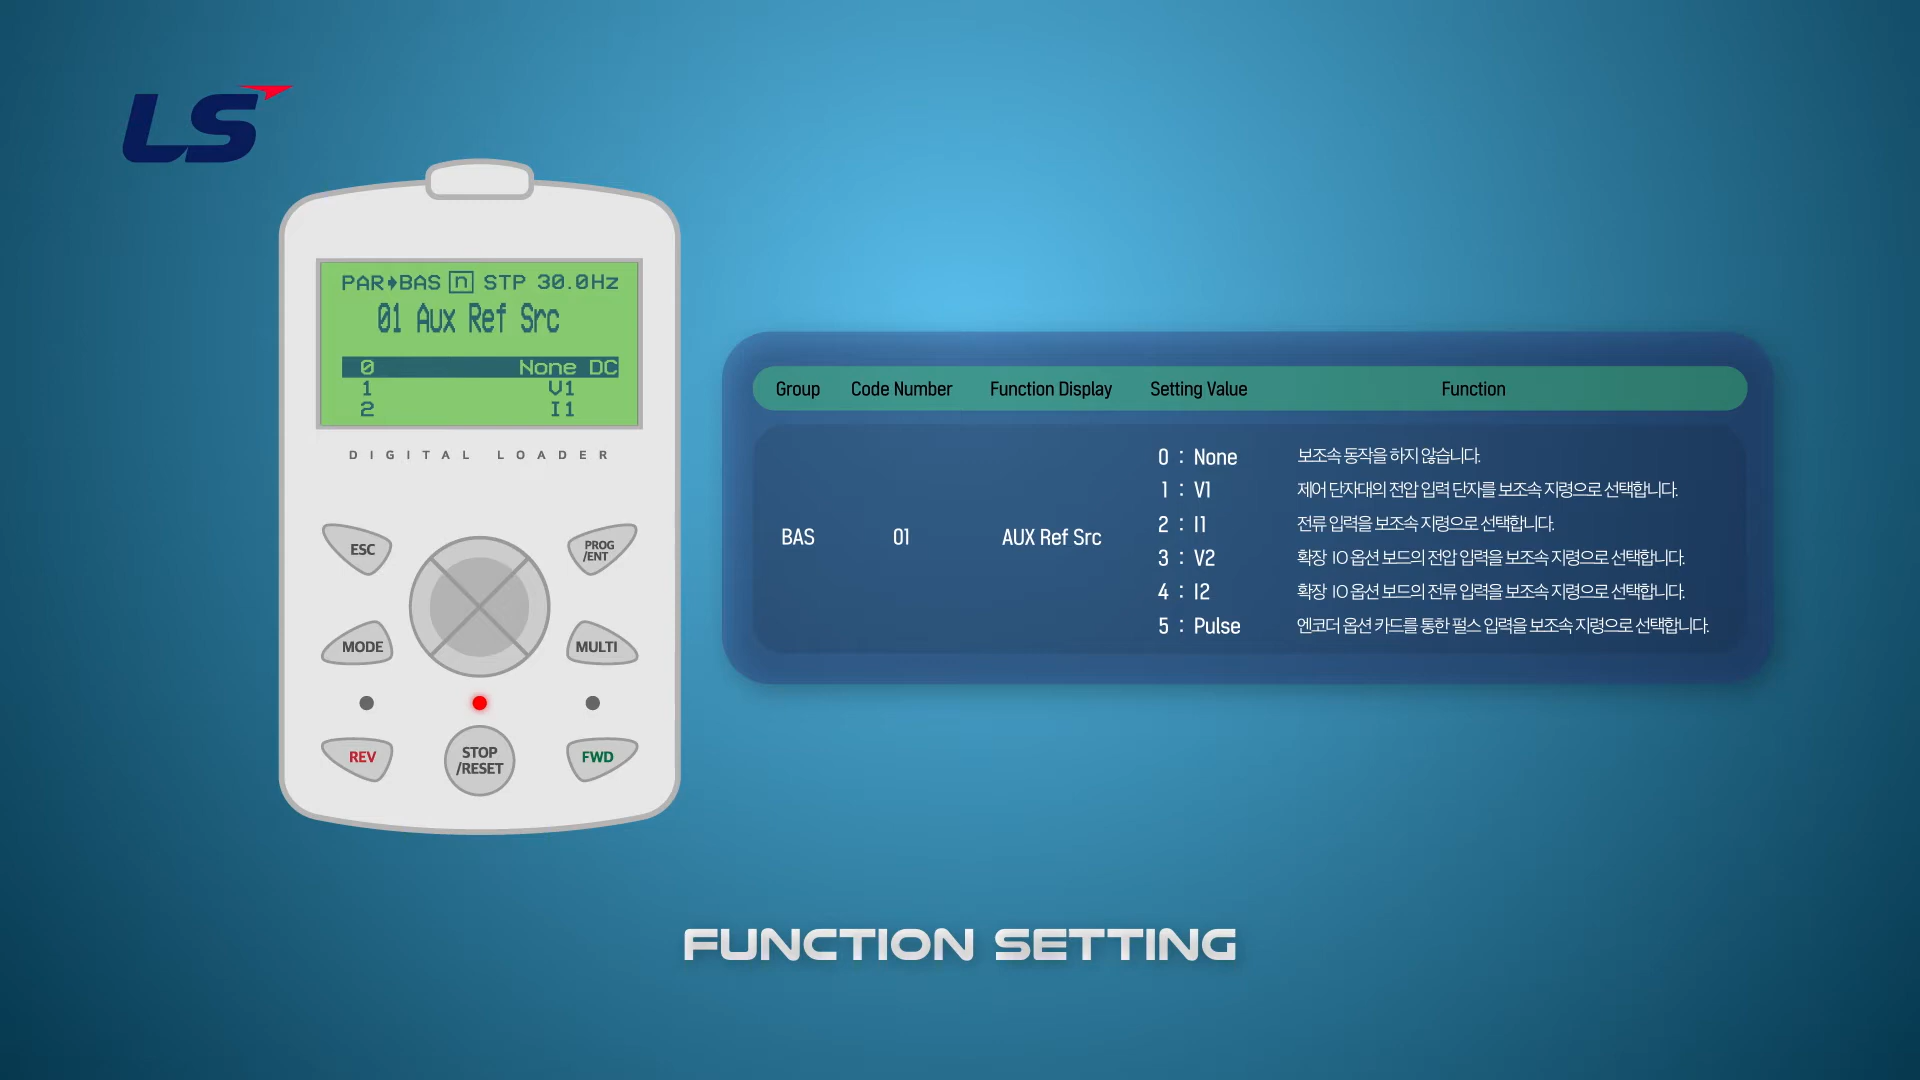 LS
PAR➧BAS n STP 30.0Hz
01 Aux Ref Src
0 None DC
1 V1
2 I1
DIGITAL LOADER
ESC
PROG
/ENT
MODE
MULTI
REV
STOP
/RESET
FWD
Group Code Number Function Display Setting Value Function
BAS 01 AUX Ref Src
0 : None 보조속 동작을 하지 않습니다.
1 : V1 제어 단자대의 전압 입력 단자를 보조속 지령으로 선택합니다.
2 : I1 전류 입력을 보조속 지령으로 선택합니다.
3 : V2 확장 IO 옵션 보드의 전압 입력을 보조속 지령으로 선택합니다.
4 : I2 확장 IO 옵션 보드의 전류 입력을 보조속 지령으로 선택합니다.
5 : Pulse 엔코더 옵션 카드를 통한 펄스 입력을 보조속 지령으로 선택합니다.
FUNCTION SETTING